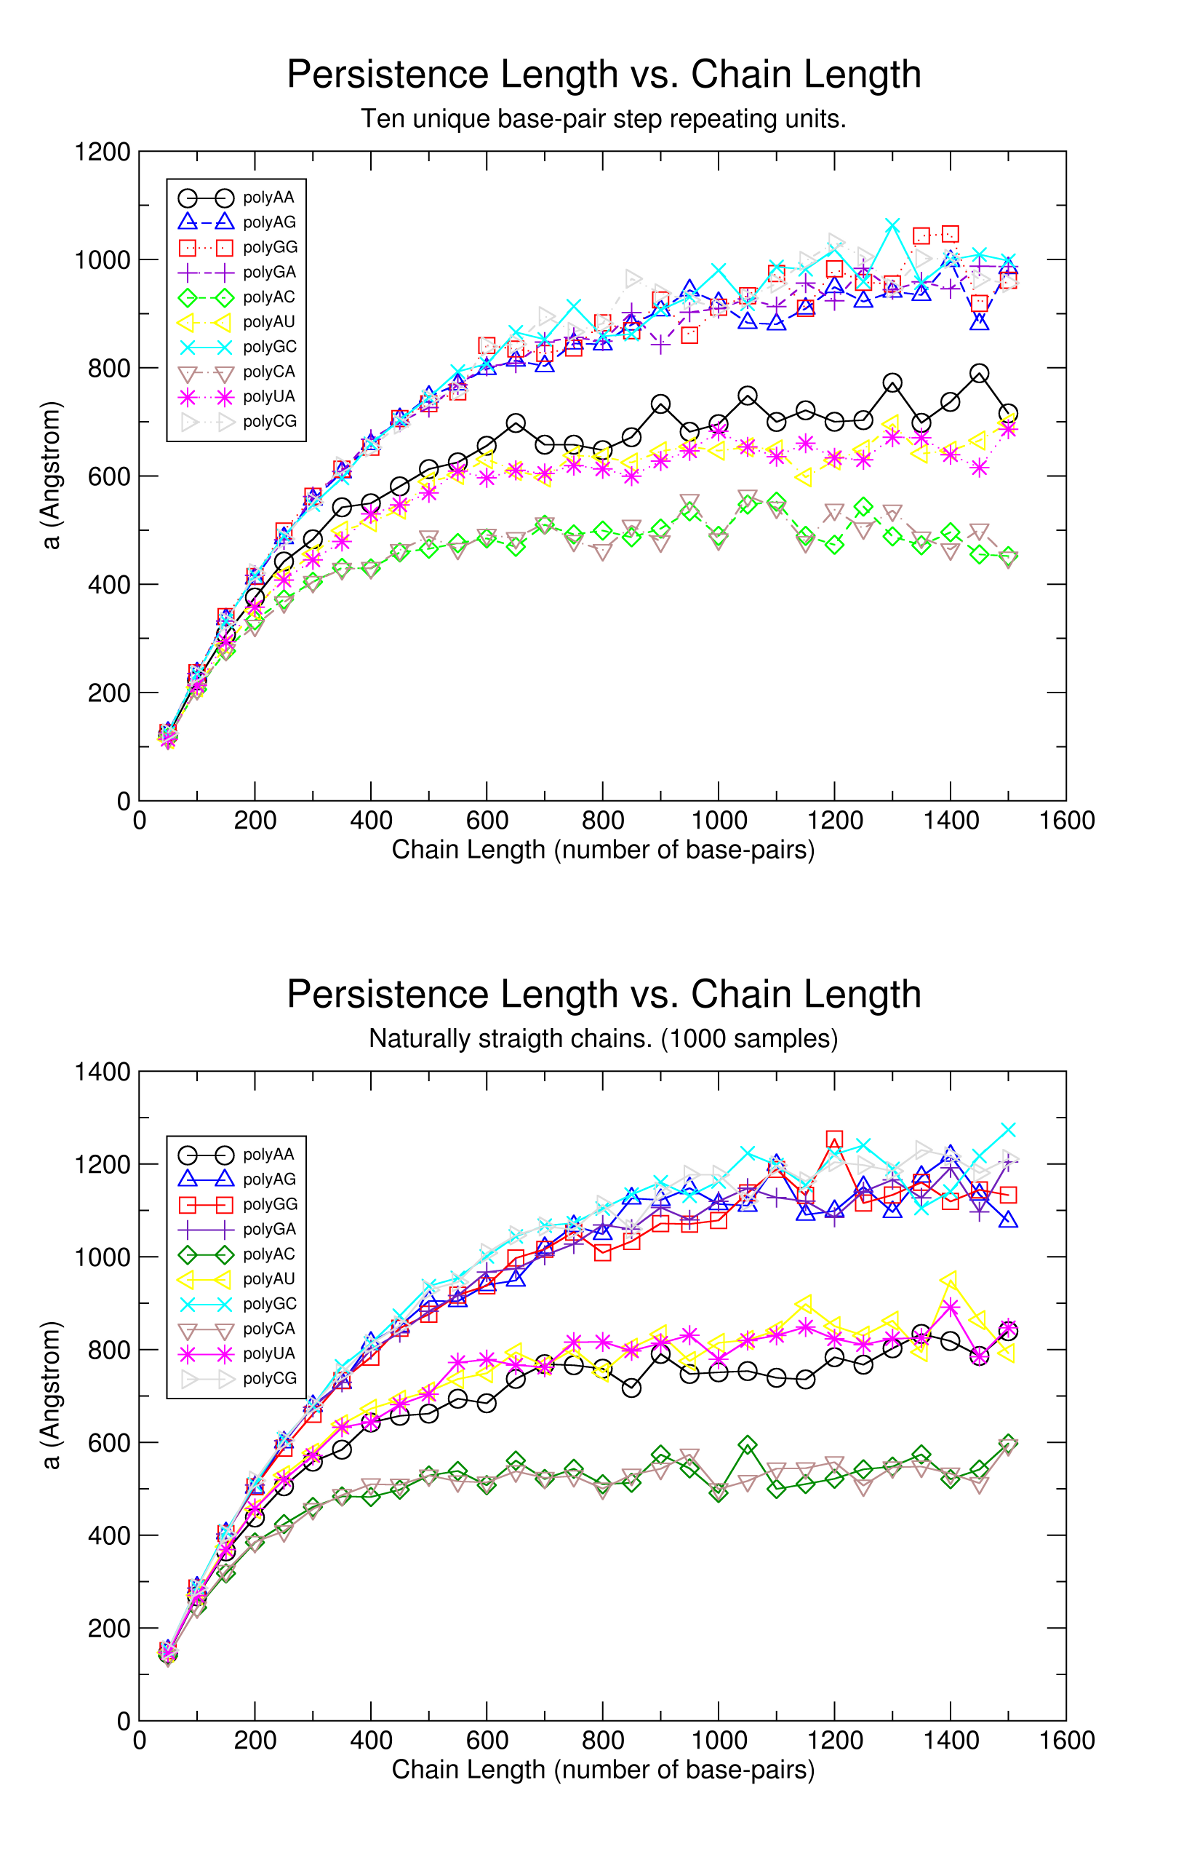 Persistence Length vs. Chain Length
Ten unique base-pair step repeating units.
1200
1000
800
600
400
200
0
a (Angstrom)
polyAA
polyAG
polyGG
polyGA
polyAC
polyAU
polyGC
polyCA
polyUA
polyCG
0 200 400 600 800 1000 1200 1400 1600
Chain Length (number of base-pairs)
Persistence Length vs. Chain Length
Naturally straigth chains. (1000 samples)
1400
1200
1000
800
600
400
200
0
a (Angstrom)
polyAA
polyAG
polyGG
polyGA
polyAC
polyAU
polyGC
polyCA
polyUA
polyCG
0 200 400 600 800 1000 1200 1400 1600
Chain Length (number of base-pairs)